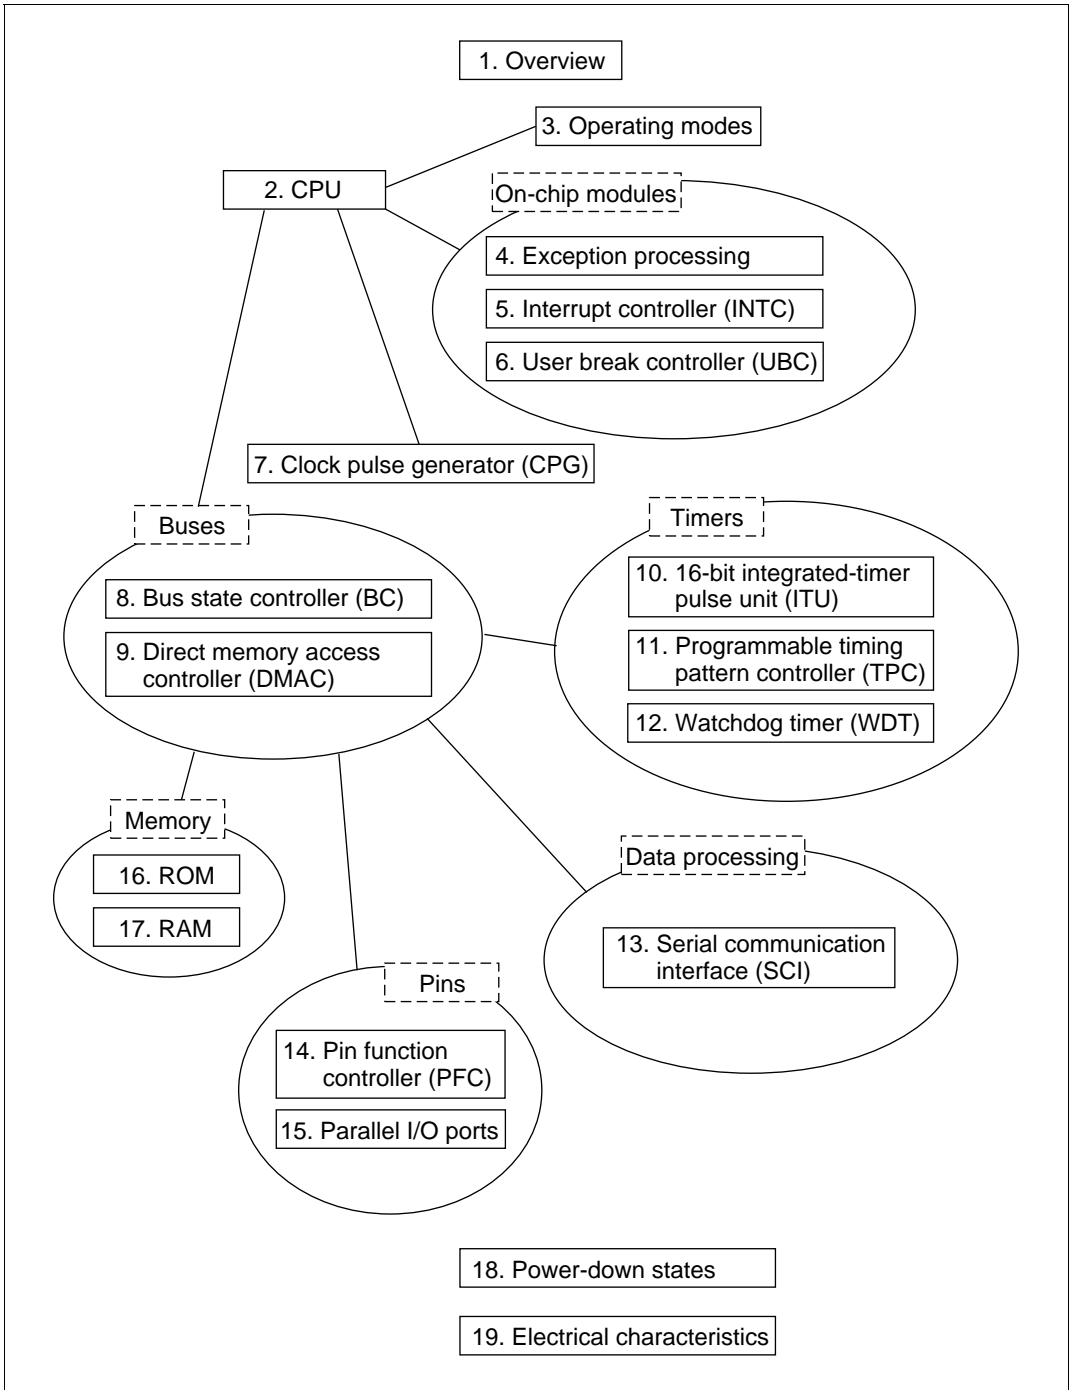 1. Overview
3. Operating modes
2. CPU
On-chip modules
4. Exception processing
5. Interrupt controller (INTC)
6. User break controller (UBC)
7. Clock pulse generator (CPG)
Buses
8. Bus state controller (BC)
9. Direct memory access
controller (DMAC)
Timers
10. 16-bit integrated-timer
pulse unit (ITU)
11. Programmable timing
pattern controller (TPC)
12. Watchdog timer (WDT)
Memory
16. ROM
17. RAM
Data processing
13. Serial communication
interface (SCI)
Pins
14. Pin function
controller (PFC)
15. Parallel I/O ports
18. Power-down states
19. Electrical characteristics